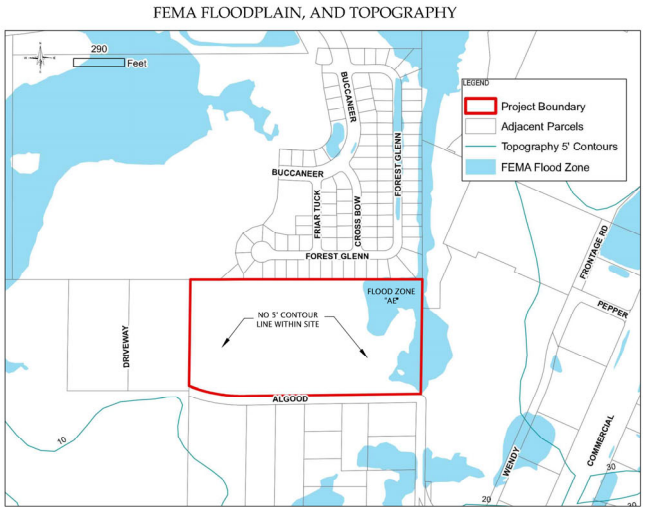 FEMA FLOODPLAIN, AND TOPOGRAPHY
290
Feet
LEGEND
Project Boundary
Adjacent Parcels
Topography 5' Contours
FEMA Flood Zone
BUCCANEER
BUCCANEER
FOREST GLENN
FRIAR TUCK
CROSS BOW
FOREST GLENN
FRONTAGE RD
PEPPER
FLOOD ZONE
"AE"
NO 5' CONTOUR
LINE WITHIN SITE
DRIVEWAY
ALGOOD
10
WENDY
COMMERCIAL
30
20